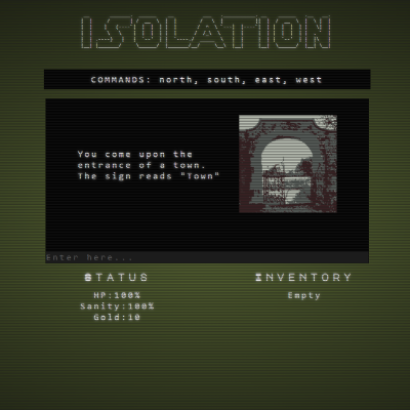 ISOLATION
COMMANDS: north, south, east, west
You come upon the
entrance of a town.
The sign reads "Town"
Enter here...
STATUS
HP:100%
Sanity:100%
Gold:10
INVENTORY
Empty